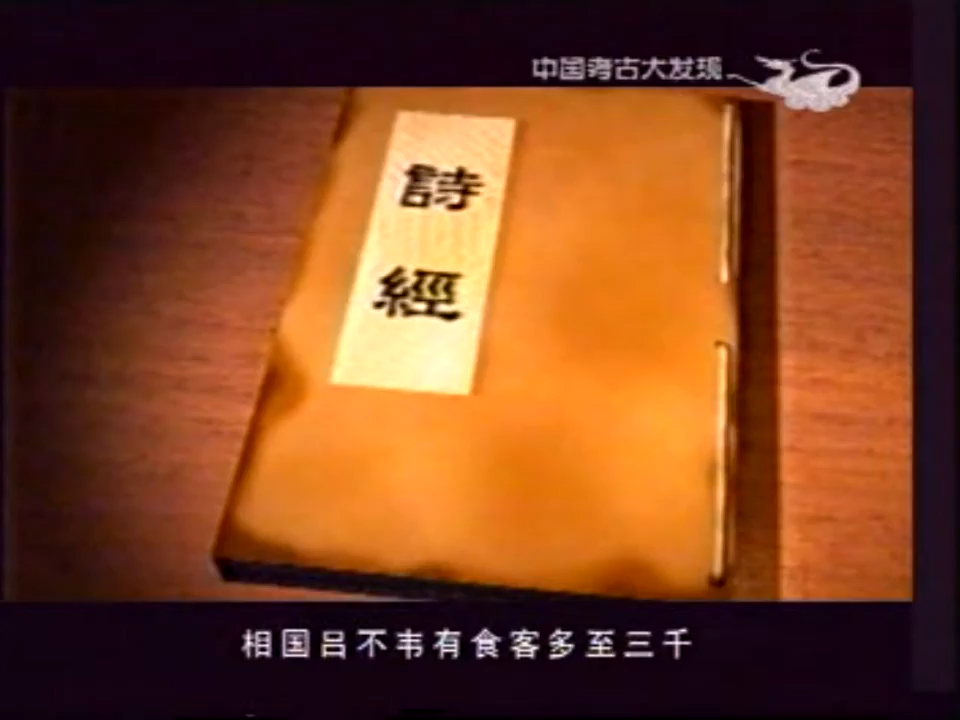 中国考古大发现
詩
經
相国吕不韦有食客多至三千